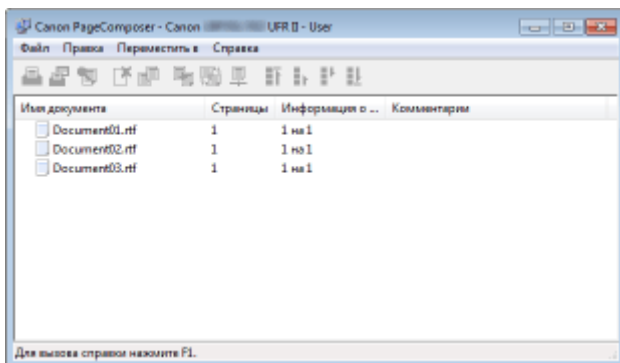 Canon PageComposer - Canon UFR II - User
Файл Правка Переместить в Справка
Имя документа Страницы Информация о ... Комментарии
Document01.rtf 1 1 на 1
Document02.rtf 1 1 на 1
Document03.rtf 1 1 на 1
Для вызова справки нажмите F1.